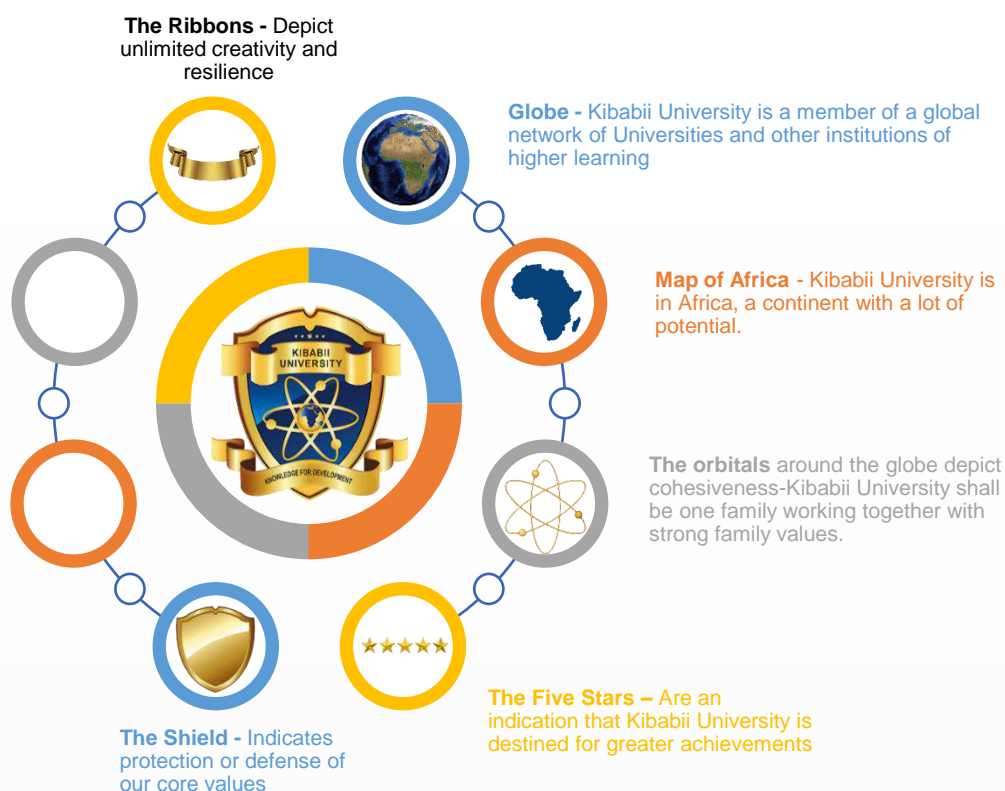 The Ribbons - Depict
unlimited creativity and
resilience
Globe - Kibabii University is a member of a global
network of Universities and other institutions of
higher learning
Map of Africa - Kibabii University is
in Africa, a continent with a lot of
potential.
KIBABII
UNIVERSITY
KNOWLEDGE FOR DEVELOPMENT
The orbitals around the globe depict
cohesiveness-Kibabii University shall
be one family working together with
strong family values.
The Five Stars – Are an
indication that Kibabii University is
destined for greater achievements
The Shield - Indicates
protection or defense of
our core values